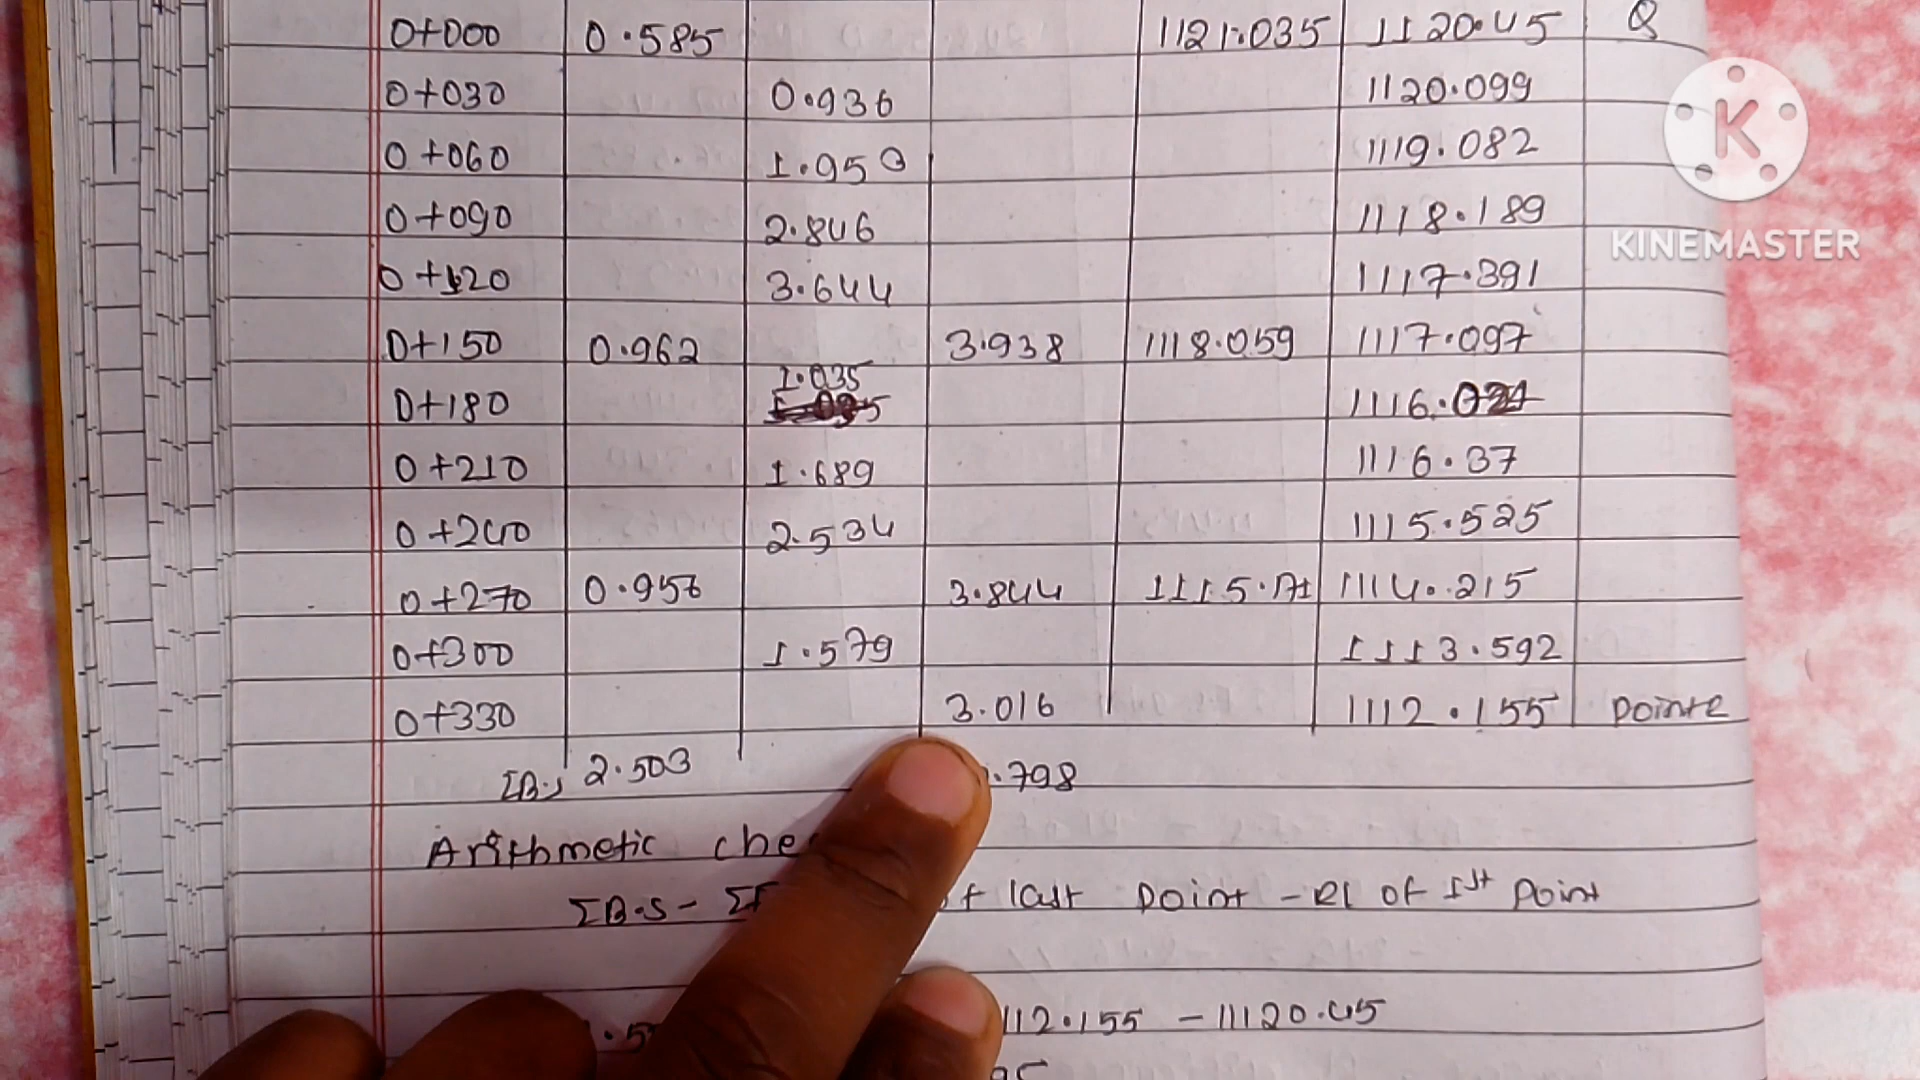 0+000 0.585 1121.035 1120.45 Q
0+030 0.936 1120.099
0+060 1.953 1119.082
0+090 2.846 1118.189
0+120 3.644 1117.391
0+150 0.962 3.938 1118.059 1117.097
1.035
0+180 1116.
0+210 1.689 1116.37
0+240 2.534 1115.525
0+270 0.956 3.844 1115.171 1114.215
0+300 1.579 1113.592
0+330 3.016 1112.155 Point R
ΣB.S 2.503 .798
Arithmetic che
ΣB.S - Σ f last Point - RL of 1st Point
.5 112.155 - 1120.45
K
KINEMASTER